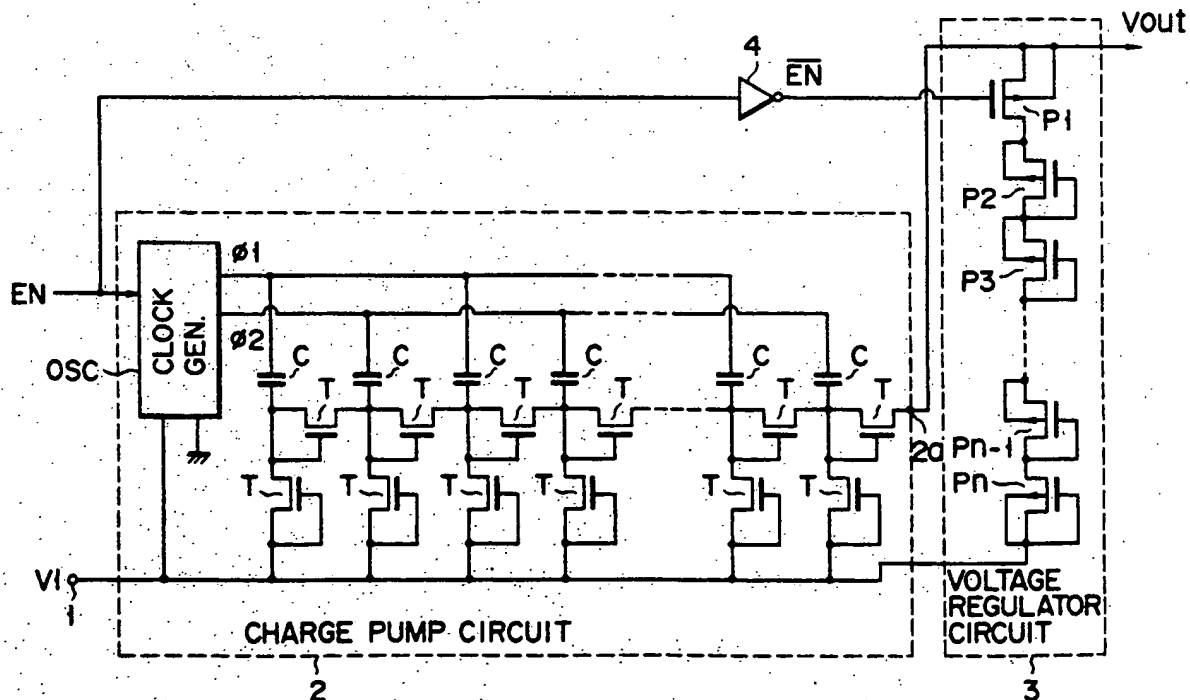 Vout
4
EN
P1
P2
P3
EN
CLOCK GEN.
ø1
ø2
OSC
C C C C C C
T T T T T T
2a
Pn-1
Pn
T T T T T T
V1
1
VOLTAGE
REGULATOR
CIRCUIT
CHARGE PUMP CIRCUIT
2
3